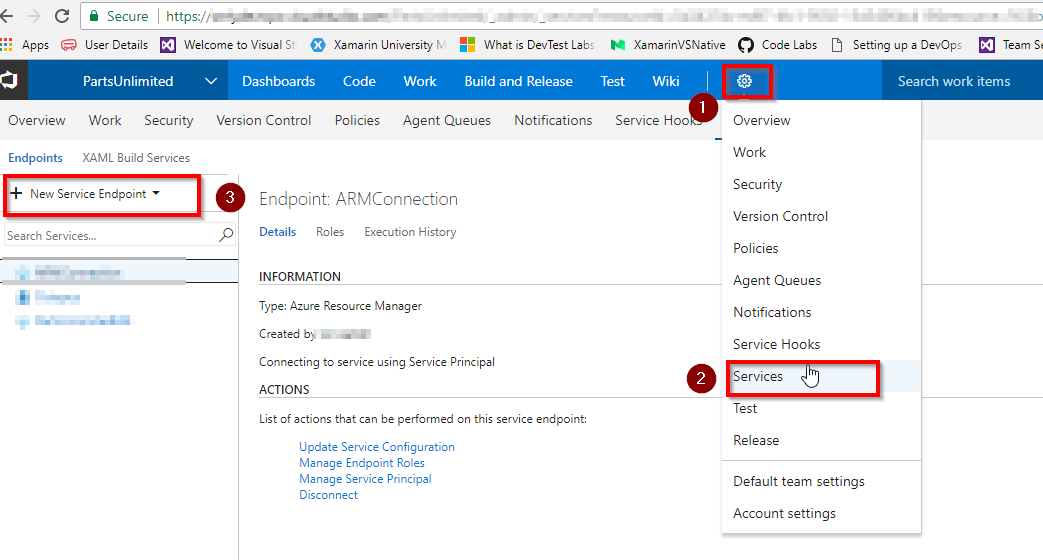 Secure https://
Apps User Details Welcome to Visual St Xamarin University M What is DevTest Labs XamarinVSNative Code Labs Setting up a DevOps Team Se
PartsUnlimited Dashboards Code Work Build and Release Test Wiki Search work items
1
Overview Work Security Version Control Policies Agent Queues Notifications Service Hooks
Endpoints XAML Build Services
+ New Service Endpoint
3
Search Services...
Endpoint: ARMConnection
Details Roles Execution History
INFORMATION
Type: Azure Resource Manager
Created by
Connecting to service using Service Principal
ACTIONS
List of actions that can be performed on this service endpoint:
Update Service Configuration
Manage Endpoint Roles
Manage Service Principal
Disconnect
Overview
Work
Security
Version Control
Policies
Agent Queues
Notifications
Service Hooks
2
Services
Test
Release
Default team settings
Account settings